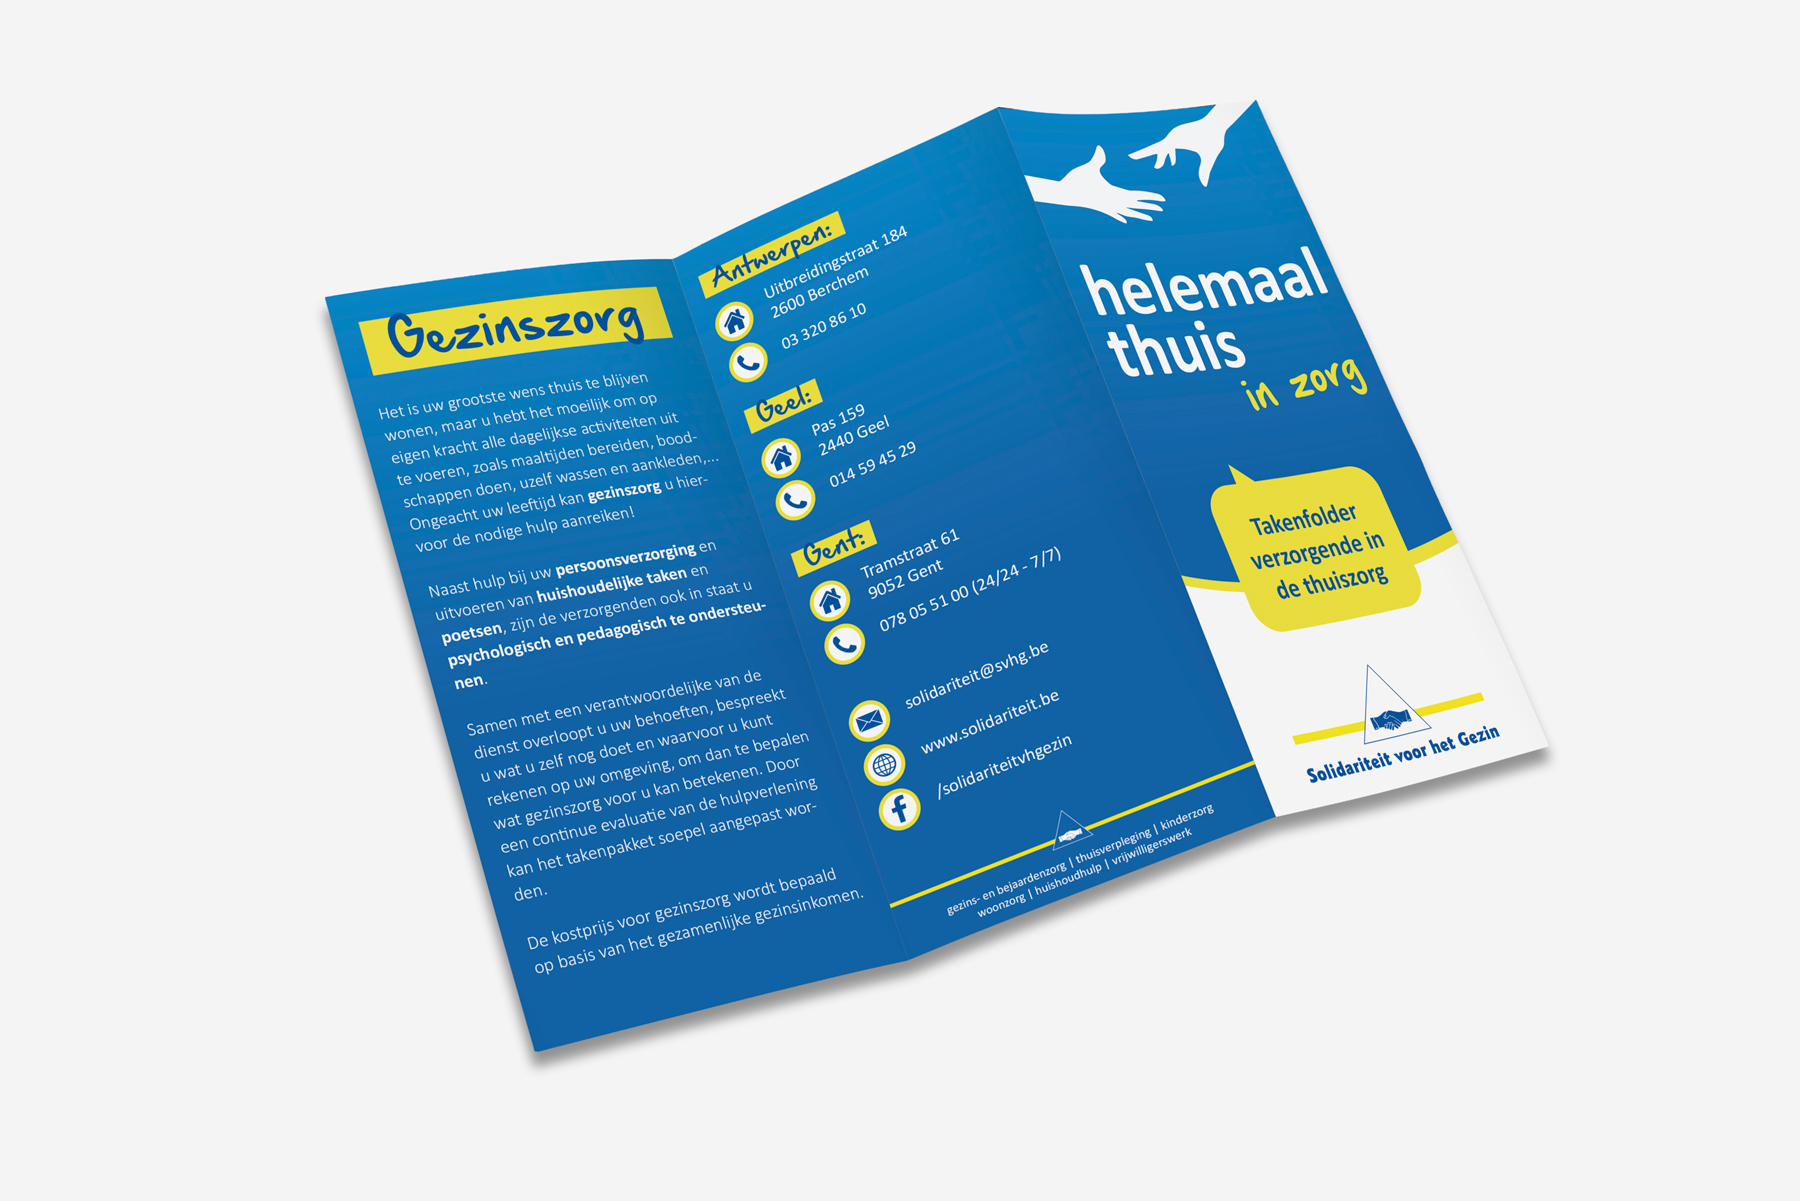 Gezinszorg
Het is uw grootste wens thuis te blijven
wonen, maar u hebt het moeilijk om op
eigen kracht alle dagelijkse activiteiten uit
te voeren, zoals maaltijden bereiden, bood-
schappen doen, uzelf wassen en aankleden,...
Ongeacht uw leeftijd kan gezinszorg u hier-
voor de nodige hulp aanreiken!
Naast hulp bij uw persoonsverzorging en
uitvoeren van huishoudelijke taken en
poetsen, zijn de verzorgenden ook in staat u
psychologisch en pedagogisch te ondersteu-
nen.
Samen met een verantwoordelijke van de
dienst overloopt u uw behoeften, bespreekt
u wat u zelf nog doet en waarvoor u kunt
rekenen op uw omgeving, om dan te bepalen
wat gezinszorg voor u kan betekenen. Door
een continue evaluatie van de hulpverlening
kan het takenpakket soepel aangepast wor-
den.
De kostprijs voor gezinszorg wordt bepaald
op basis van het gezamenlijke gezinsinkomen.
Antwerpen:
Uitbreidingstraat 184
2600 Berchem
03 320 86 10
Geel:
Pas 159
2440 Geel
014 59 45 29
Gent:
Tramstraat 61
9052 Gent
078 05 51 00 (24/24 - 7/7)
solidariteit@svhg.be
www.solidariteit.be
/solidariteitvhgezin
gezins- en bejaardenzorg | thuisverpleging | kinderzorg
woonzorg | huishoudhulp | vrijwilligerswerk
helemaal
thuis
in zorg
Takenfolder
verzorgende in
de thuiszorg
Solidariteit voor het Gezin